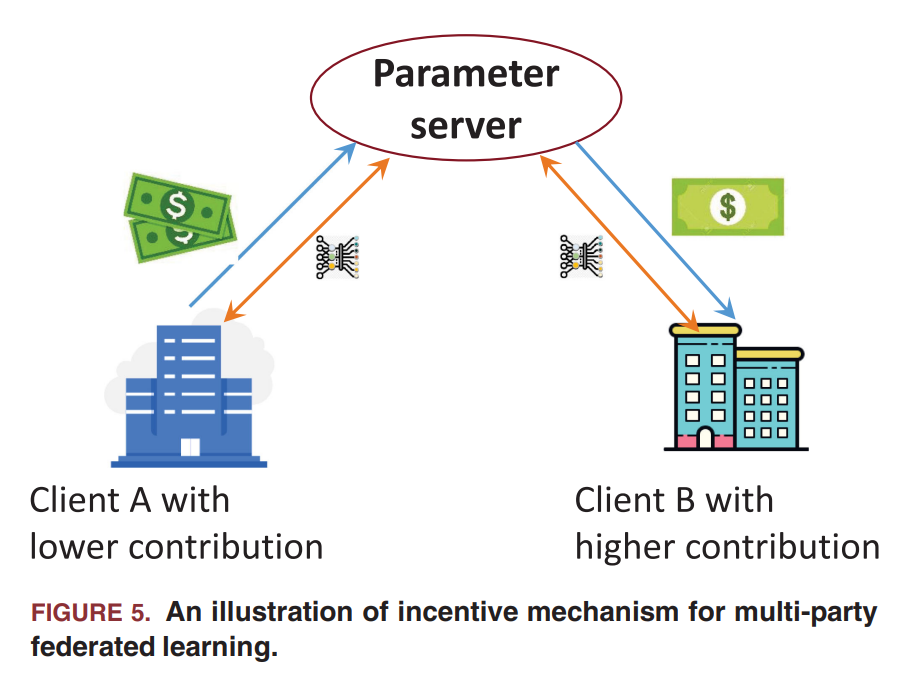 Parameter
server
$
$
$
Client A with
lower contribution
Client B with
higher contribution
FIGURE 5. An illustration of incentive mechanism for multi-party
federated learning.